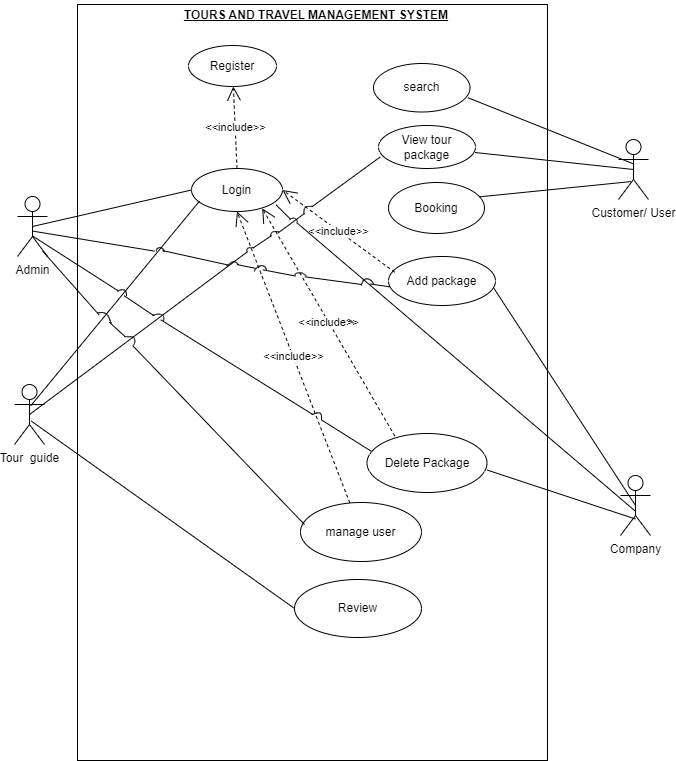 TOURS AND TRAVEL MANAGEMENT SYSTEM
Register
search
<<include>>
View tour
package
Login
Booking
Customer/ User
<<include>>
Admin
Add package
<<include>>
<<include>>
Tour guide
Delete Package
manage user
Company
Review